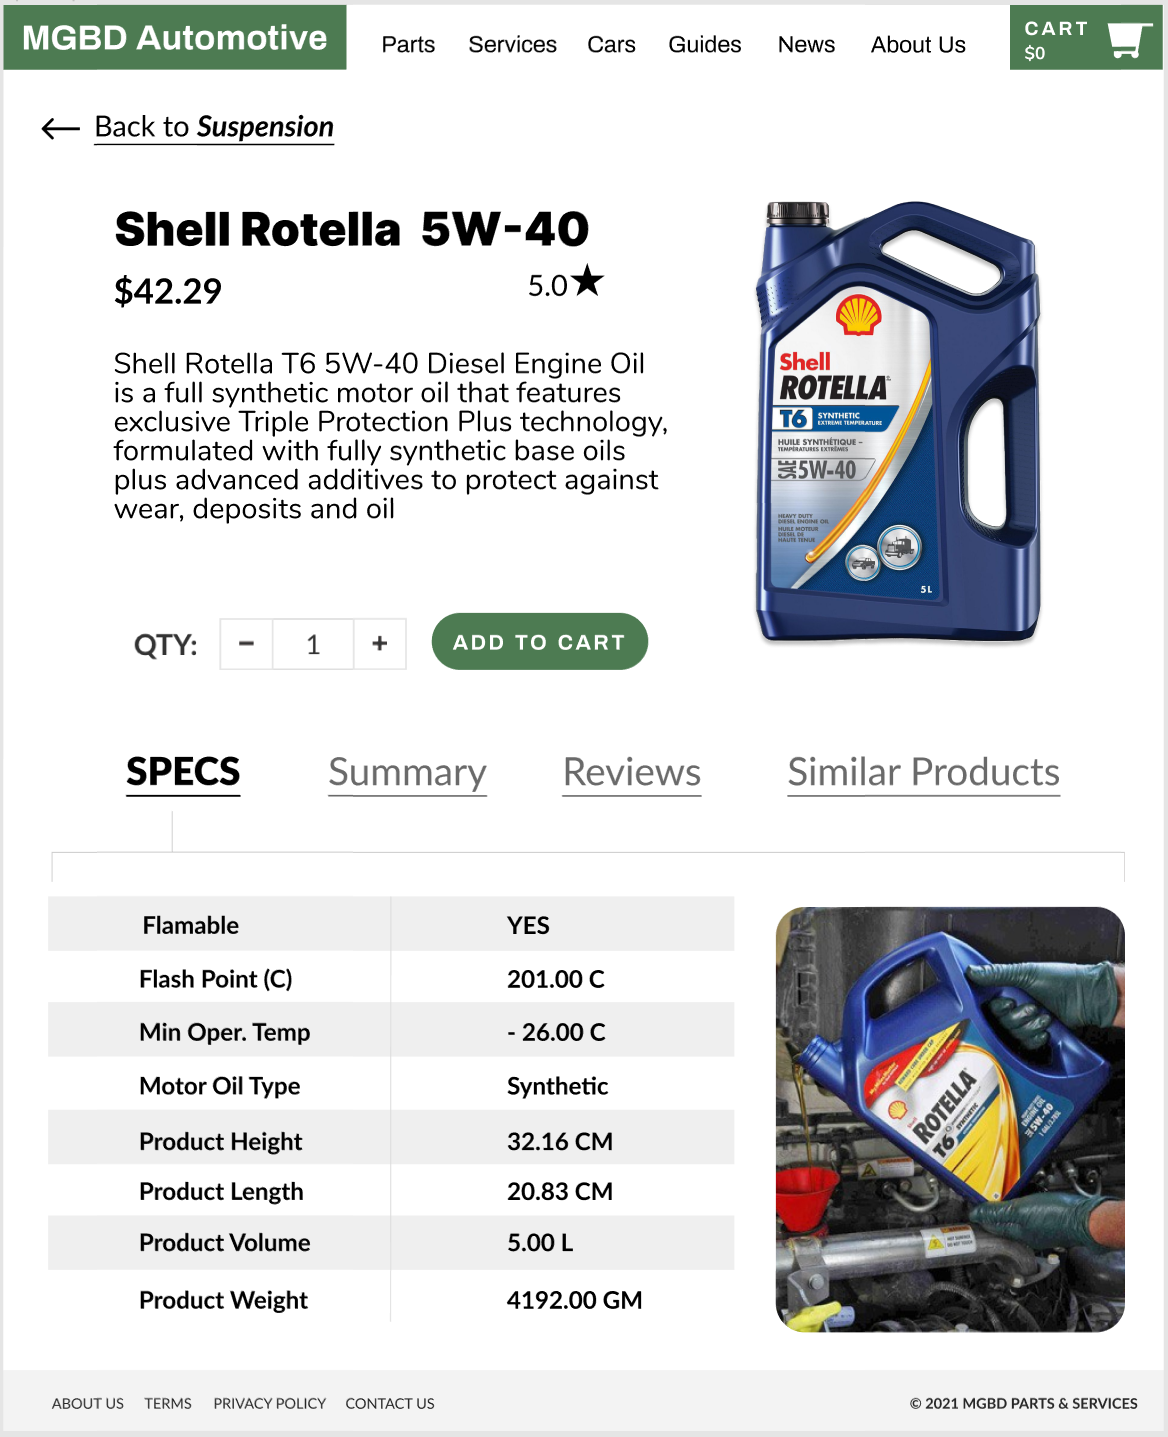 MGBD Automotive
Parts Services Cars Guides News About Us
CART
$0
Back to Suspension
Shell Rotella 5W-40
$42.29
5.0★
Shell Rotella T6 5W-40 Diesel Engine Oil
is a full synthetic motor oil that features
exclusive Triple Protection Plus technology,
formulated with fully synthetic base oils
plus advanced additives to protect against
wear, deposits and oil
Shell
ROTELLA
T6 SYNTHETIC
EXTREME TEMPERATURE
HUILE SYNTHÉTIQUE –
TEMPÉRATURES EXTRÊMES
SAE 5W-40
HEAVY DUTY
DIESEL ENGINE OIL
HUILE MOTEUR
DIESEL DE
HAUTE TENUE
5 L
QTY: − 1 + ADD TO CART
SPECS Summary Reviews Similar Products
Flamable YES
Flash Point (C) 201.00 C
Min Oper. Temp - 26.00 C
Motor Oil Type Synthetic
Product Height 32.16 CM
Product Length 20.83 CM
Product Volume 5.00 L
Product Weight 4192.00 GM
Shell
ROTELLA
T6 SYNTHETIC
ENGINE OIL
SAE 5W-40
ABOUT US TERMS PRIVACY POLICY CONTACT US
© 2021 MGBD PARTS & SERVICES